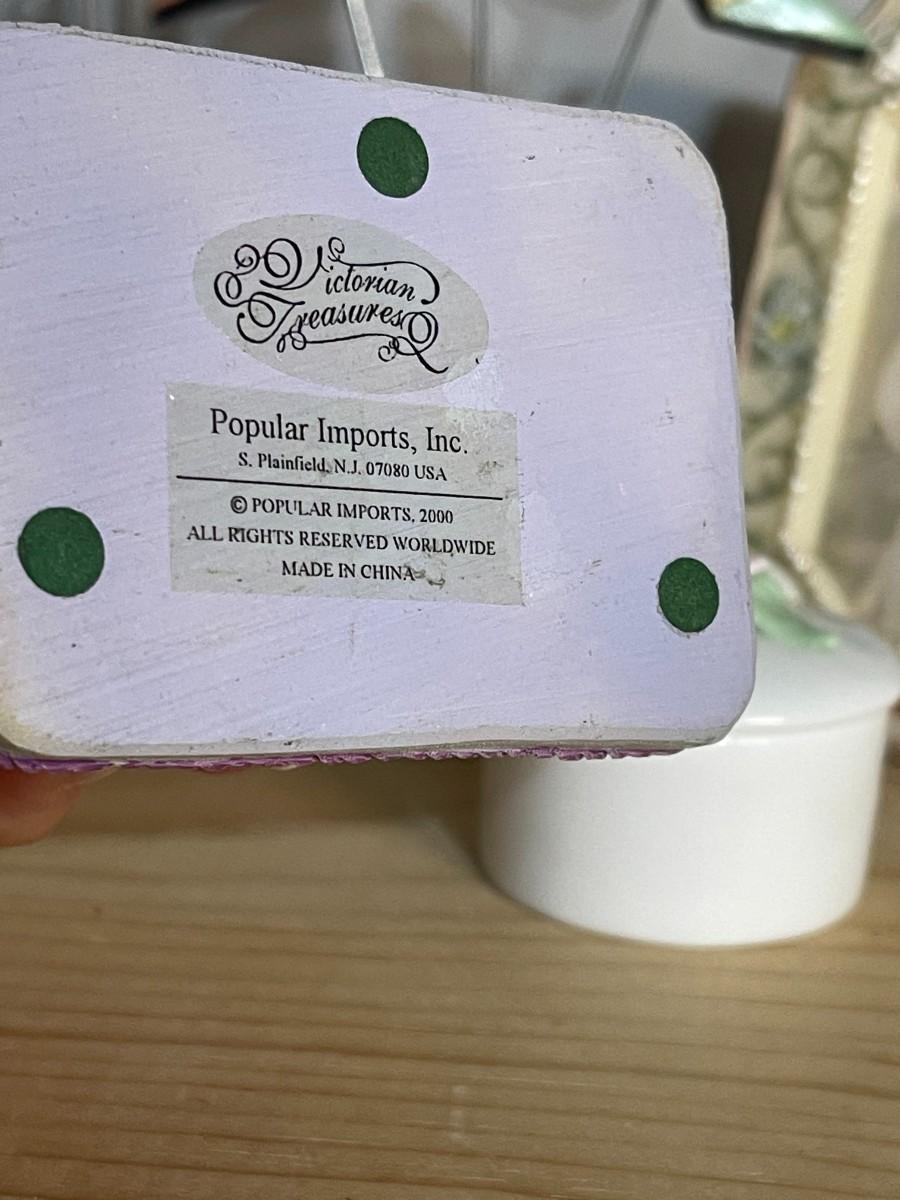 Victorian
Treasures
Popular Imports, Inc.
S. Plainfield, N.J. 07080 USA
© POPULAR IMPORTS, 2000
ALL RIGHTS RESERVED WORLDWIDE
MADE IN CHINA